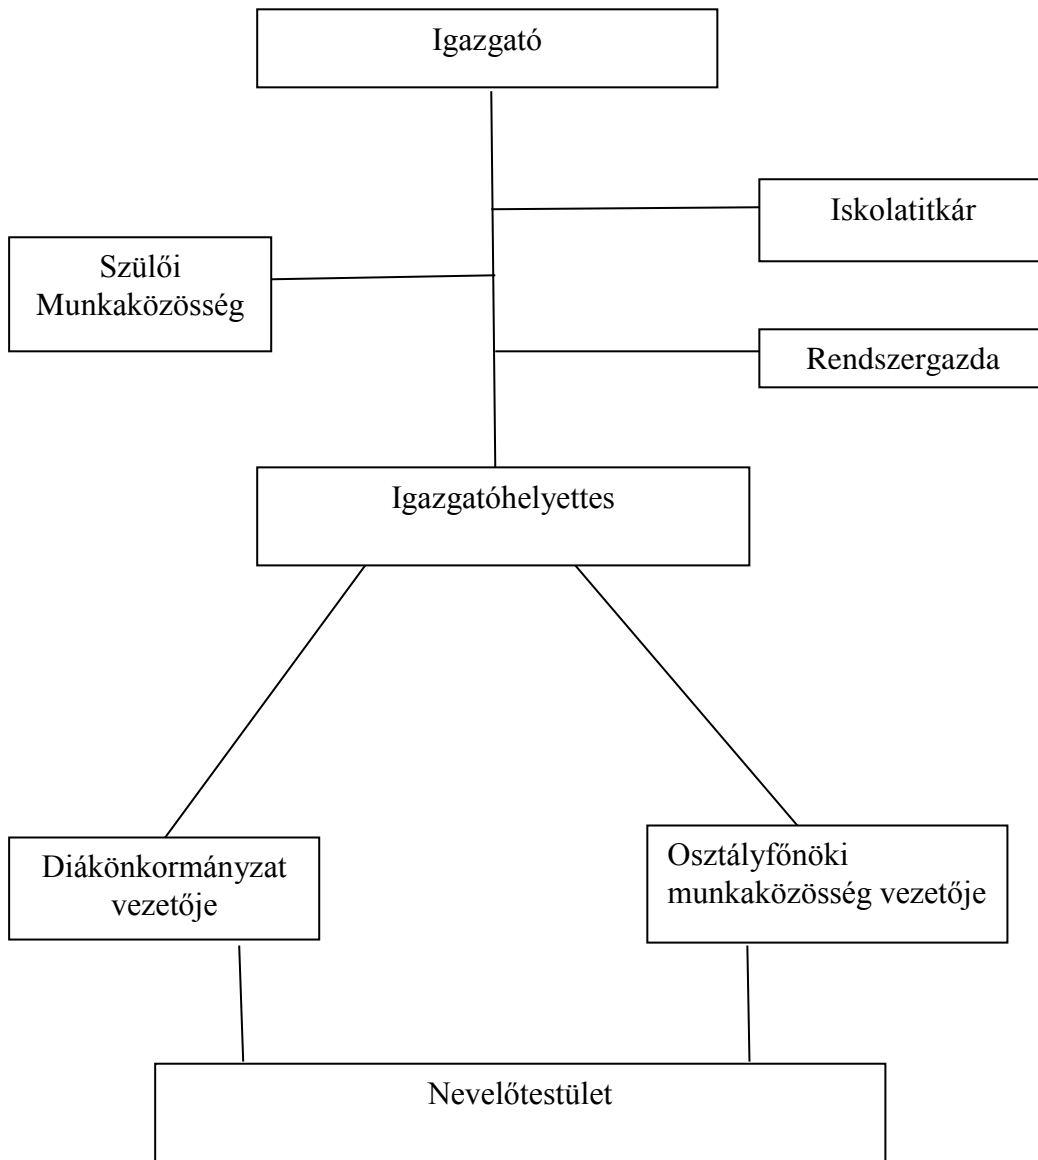 Igazgató
Iskolatitkár
Szülői
Munkaközösség
Rendszergazda
Igazgatóhelyettes
Diákönkormányzat
vezetője
Osztályfőnöki
munkaközösség vezetője
Nevelőtestület